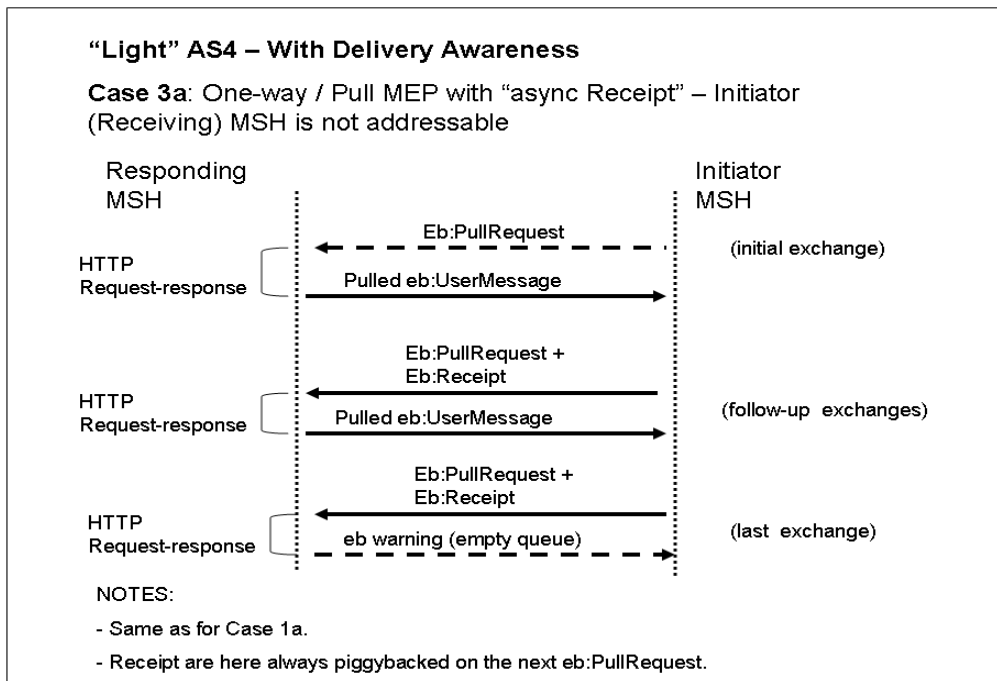 “Light” AS4 – With Delivery Awareness
Case 3a: One-way / Pull MEP with “async Receipt” – Initiator
(Receiving) MSH is not addressable
Responding
MSH
Initiator
MSH
Eb:PullRequest
(initial exchange)
HTTP
Request-response
Pulled eb:UserMessage
Eb:PullRequest +
Eb:Receipt
HTTP
Request-response
(follow-up exchanges)
Pulled eb:UserMessage
Eb:PullRequest +
Eb:Receipt
HTTP
Request-response
(last exchange)
eb warning (empty queue)
NOTES:
- Same as for Case 1a.
- Receipt are here always piggybacked on the next eb:PullRequest.